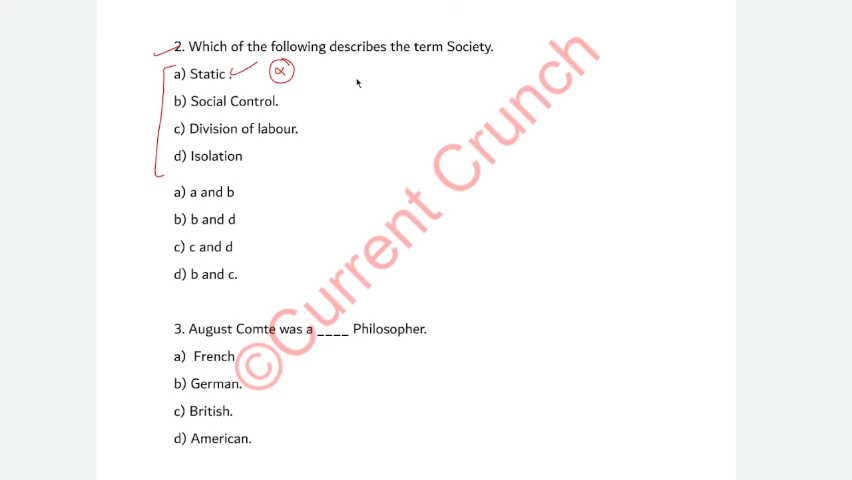 2. Which of the following describes the term Society.
a) Static .
b) Social Control.
c) Division of labour.
d) Isolation
a) a and b
b) b and d
c) c and d
d) b and c.
3. August Comte was a ____ Philosopher.
a) French
b) German.
c) British.
d) American.
©Current Crunch